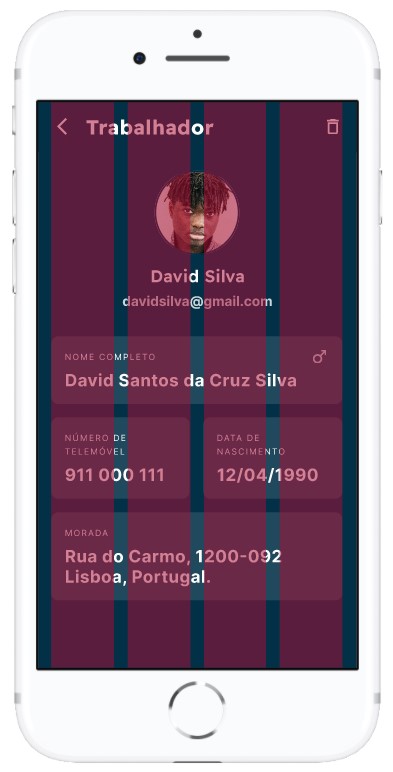 Trabalhador
David Silva
davidsilva@gmail.com
NOME COMPLETO
David Santos da Cruz Silva
NÚMERO DE
TELEMÓVEL
911 000 111
DATA DE
NASCIMENTO
12/04/1990
MORADA
Rua do Carmo, 1200-092
Lisboa, Portugal.